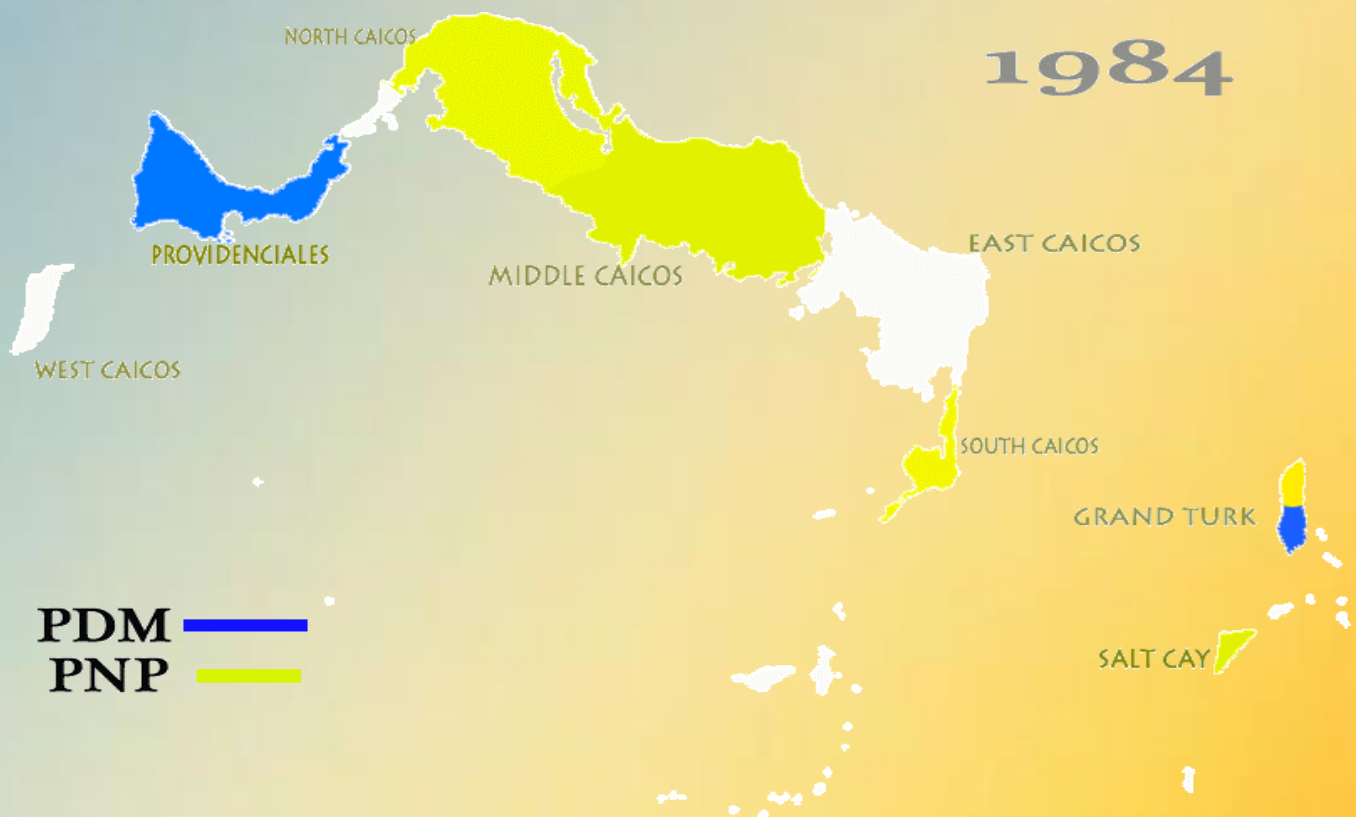 NORTH CAICOS
1984
PROVIDENCIALES
EAST CAICOS
MIDDLE CAICOS
WEST CAICOS
SOUTH CAICOS
GRAND TURK
PDM
SALT CAY
PNP